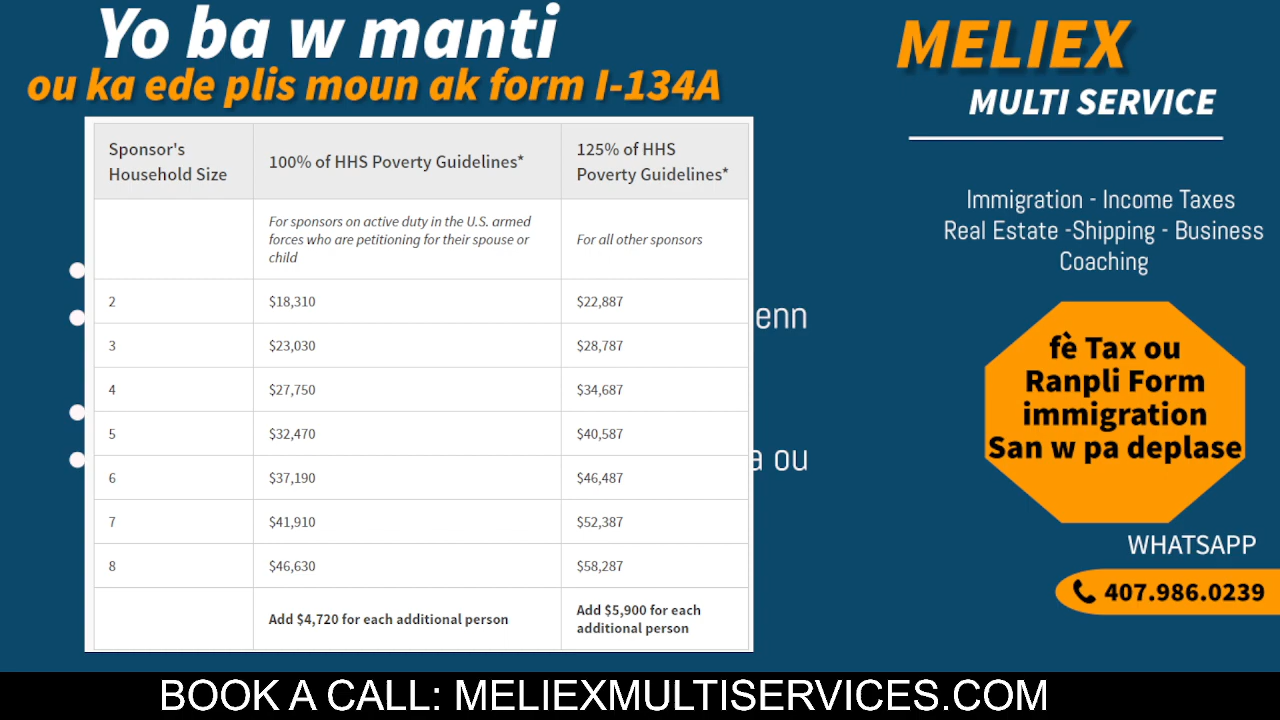 Yo ba w manti
ou ka ede plis moun ak form I-134A
MELIEX
MULTI SERVICE
Immigration - Income Taxes
Real Estate -Shipping - Business
Coaching
fè Tax ou
Ranpli Form
immigration
San w pa deplase
WHATSAPP
407.986.0239
Sponsor's
Household Size
100% of HHS Poverty Guidelines*
125% of HHS
Poverty Guidelines*
For sponsors on active duty in the U.S. armed
forces who are petitioning for their spouse or
child
For all other sponsors
2 $18,310 $22,887
3 $23,030 $28,787
4 $27,750 $34,687
5 $32,470 $40,587
6 $37,190 $46,487
7 $41,910 $52,387
8 $46,630 $58,287
Add $4,720 for each additional person
Add $5,900 for each
additional person
ou
BOOK A CALL: MELIEXMULTISERVICES.COM